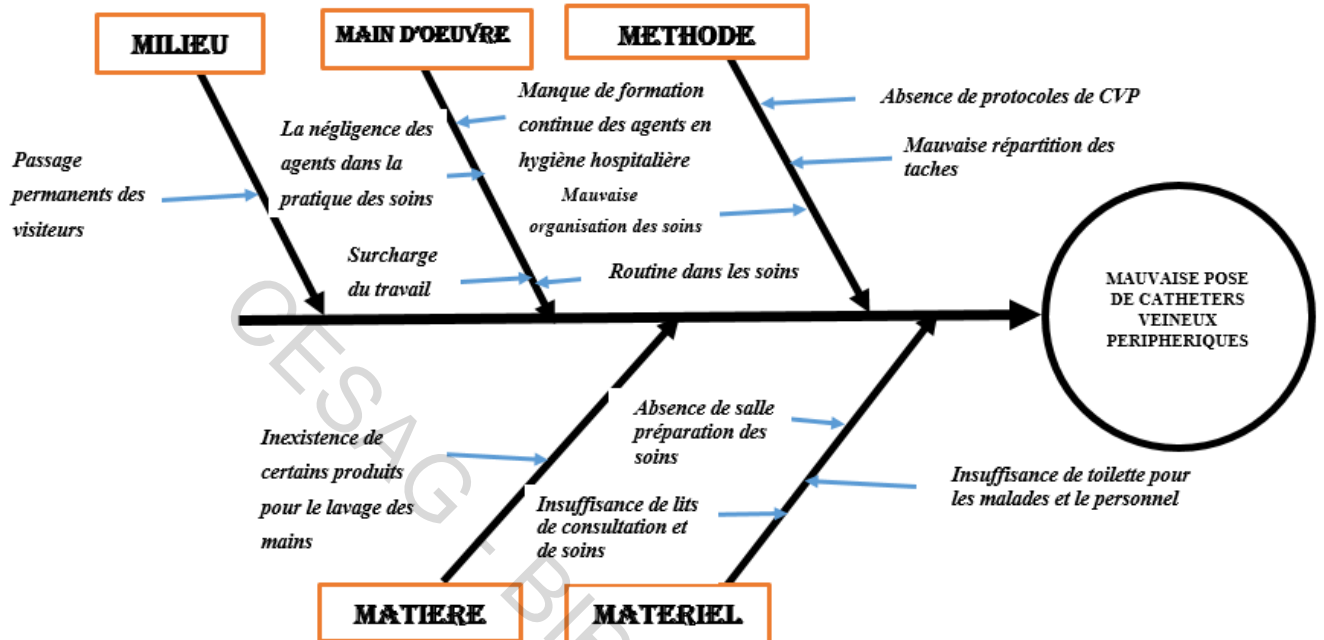 MILIEU
MAIN D'OEUVRE
METHODE
Passage
permanents des
visiteurs
La négligence des
agents dans la
pratique des soins
Surcharge
du travail
Manque de formation
continue des agents en
hygiène hospitalière
Mauvaise
organisation des soins
Routine dans les soins
Absence de protocoles de CVP
Mauvaise répartition des
taches
MAUVAISE POSE
DE CATHETERS
VEINEUX
PERIPHERIQUES
Inexistence de
certains produits
pour le lavage des
mains
Absence de salle
préparation des
soins
Insuffisance de lits
de consultation et
de soins
Insuffisance de toilette pour
les malades et le personnel
MATIERE
MATERIEL
CESAG - BI